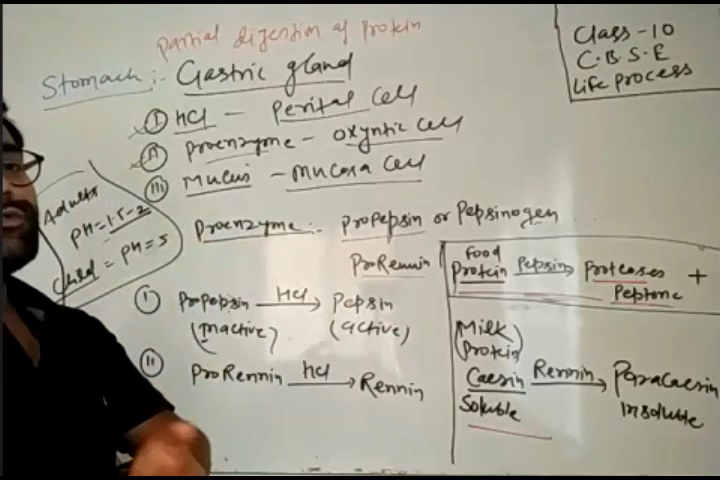 partial digestion of protein
Stomach :- Gastric gland
I HCl - Perital cell
II Proenzyme - oxyntic cell
III Mucus - Mucosa cell
Adults
PH=1.5-2
Child = PH=5
Proenzyme :- Propepsin or Pepsinogen
ProRennin
I Propepsin HCl → Pepsin
(Inactive) (active)
II ProRennin HCl → Rennin
Class-10
C.B.S.E
Life process
Food
Protein Pepsin → Proteases +
Peptone
(Milk)
(Protein)
Caesin Rennin → Paracaesin
Soluble Insoluble